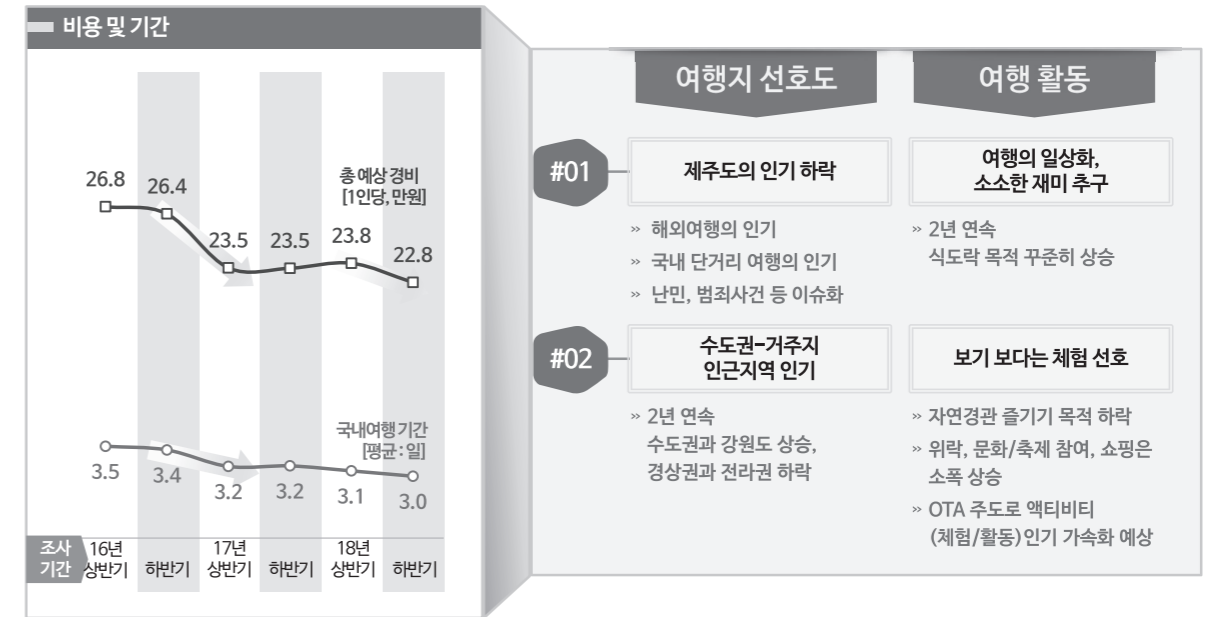 비용 및 기간
총 예상 경비
[1인당, 만원]
26.8
26.4
23.5
23.5
23.8
22.8
국내여행 기간
[평균 : 일]
3.5
3.4
3.2
3.2
3.1
3.0
조사
기간
16년
상반기
하반기
17년
상반기
하반기
18년
상반기
하반기
여행지 선호도
여행 활동
#01
제주도의 인기 하락
» 해외여행의 인기
» 국내 단거리 여행의 인기
» 난민, 범죄사건 등 이슈화
여행의 일상화,
소소한 재미 추구
» 2년 연속
식도락 목적 꾸준히 상승
#02
수도권-거주지
인근지역 인기
» 2년 연속
수도권과 강원도 상승,
경상권과 전라권 하락
보기 보다는 체험 선호
» 자연경관 즐기기 목적 하락
» 위락, 문화/축제 참여, 쇼핑은
소폭 상승
» OTA 주도로 액티비티
(체험/활동)인기 가속화 예상